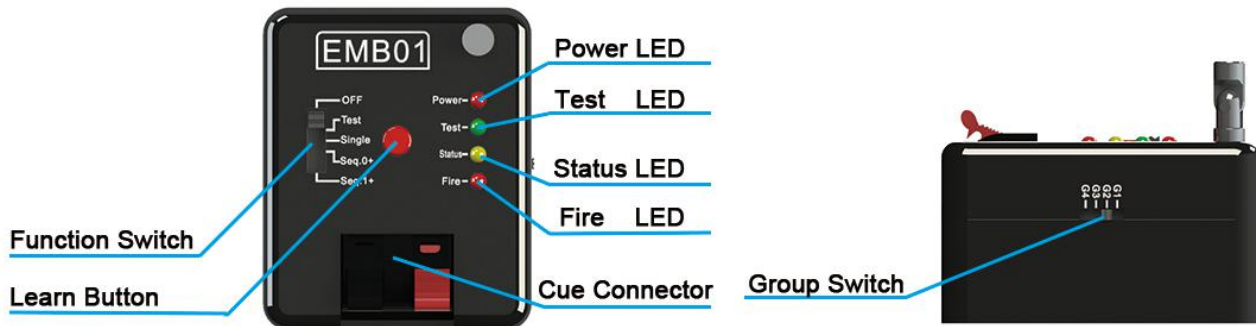 EMB01
OFF
Test
Single
Seq.0+
Seq.1+
Power
Test
Status
Fire
Power LED
Test LED
Status LED
Fire LED
Function Switch
Learn Button
Cue Connector
G4
G3
G2
G1
Group Switch